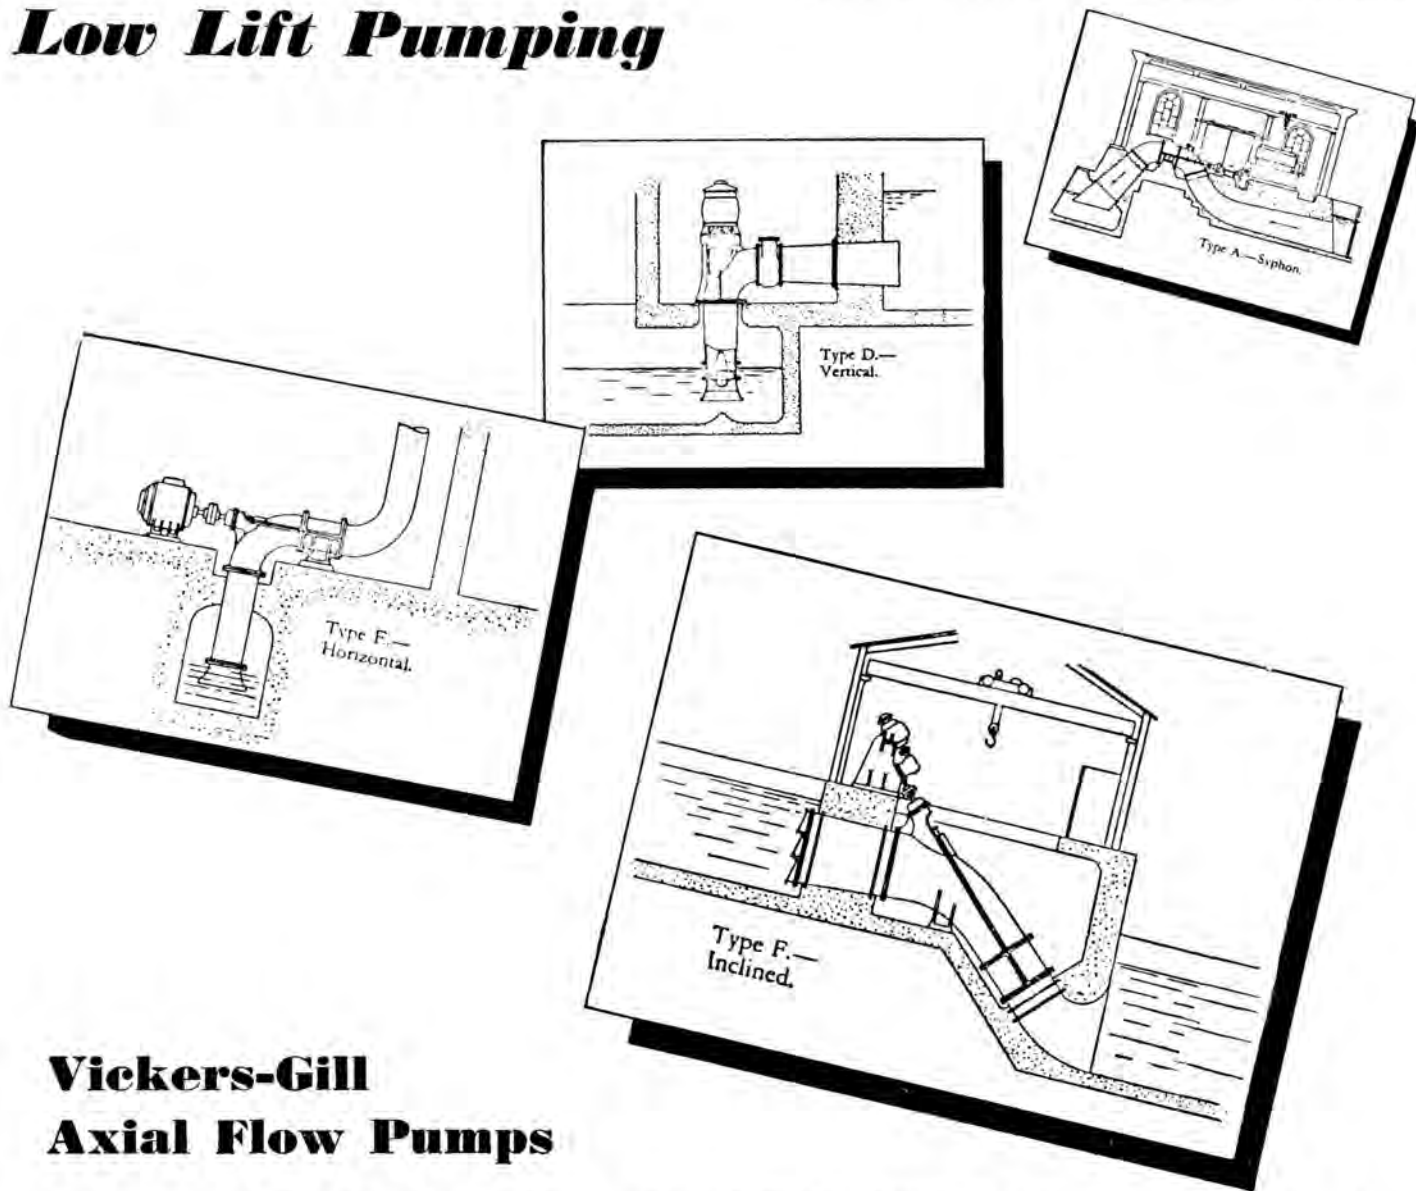 Low Lift Pumping
Type A.—Syphon.
Type D.—
Vertical.
Type E.—
Horizontal.
Type F.—
Inclined.
Vickers-Gill
Axial Flow Pumps